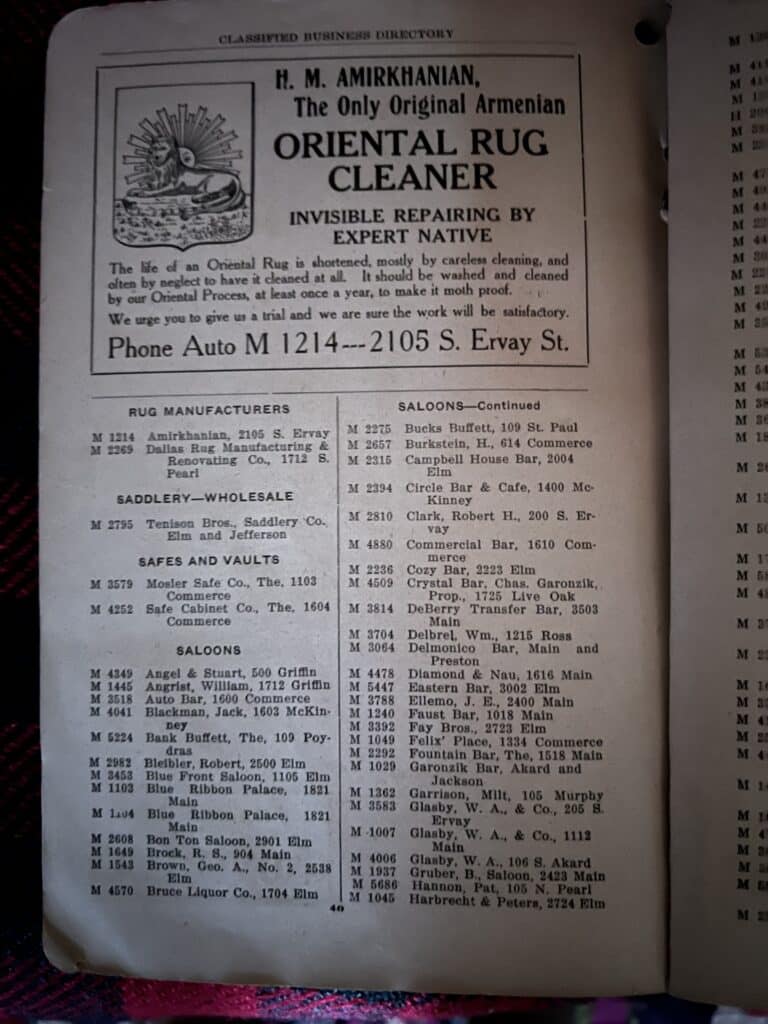 CLASSIFIED BUSINESS DIRECTORY
H. M. AMIRKHANIAN,
The Only Original Armenian
ORIENTAL RUG
CLEANER
INVISIBLE REPAIRING BY
EXPERT NATIVE
The life of an Oriental Rug is shortened, mostly by careless cleaning, and
often by neglect to have it cleaned at all. It should be washed and cleaned
by our Oriental Process, at least once a year, to make it moth proof.
We urge you to give us a trial and we are sure the work will be satisfactory.
Phone Auto M 1214---2105 S. Ervay St.
RUG MANUFACTURERS
M 1214 Amirkhanian, 2105 S. Ervay
M 2269 Dallas Rug Manufacturing &
Renovating Co., 1712 S.
Pearl
SADDLERY—WHOLESALE
M 2795 Tenison Bros., Saddlery Co.,
Elm and Jefferson
SAFES AND VAULTS
M 3579 Mosler Safe Co., The, 1103
Commerce
M 4252 Safe Cabinet Co., The, 1604
Commerce
SALOONS
M 4349 Angel & Stuart, 500 Griffin
M 1445 Angrist, William, 1712 Griffin
M 3518 Auto Bar, 1600 Commerce
M 4041 Blackman, Jack, 1603 McKin-
ney
M 5224 Bank Buffett, The, 109 Poy-
dras
M 2982 Bleibler, Robert, 2500 Elm
M 3453 Blue Front Saloon, 1105 Elm
M 1103 Blue Ribbon Palace, 1821
Main
M Blue Ribbon Palace, 1821
Main
M 2608 Bon Ton Saloon, 2901 Elm
M 1649 Brock, R. S., 904 Main
M 1543 Brown, Geo. A., No. 2, 2538
Elm
M 4570 Bruce Liquor Co., 1704 Elm
SALOONS—Continued
M 2275 Bucks Buffett, 109 St. Paul
M 2657 Burkstein, H., 614 Commerce
M 2315 Campbell House Bar, 2004
Elm
M 2394 Circle Bar & Cafe, 1400 Mc-
Kinney
M 2810 Clark, Robert H., 200 S. Er-
vay
M 4880 Commercial Bar, 1610 Com-
merce
M 2236 Cozy Bar, 2223 Elm
M 4509 Crystal Bar, Chas. Garonzik,
Prop., 1725 Live Oak
M 3814 DeBerry Transfer Bar, 3503
Main
M 3704 Delbrel, Wm., 1215 Ross
M 3064 Delmonico Bar, Main and
Preston
M 4478 Diamond & Nau, 1616 Main
M 5447 Eastern Bar, 3002 Elm
M 3788 Ellemo, J. E., 2400 Main
M 1240 Faust Bar, 1018 Main
M 3392 Fay Bros., 2723 Elm
M 1049 Felix' Place, 1334 Commerce
M 2292 Fountain Bar, The, 1518 Main
M 1029 Garonzik Bar, Akard and
Jackson
M 1362 Garrison, Milt, 105 Murphy
M 3583 Glasby, W. A., & Co., 205 S.
Ervay
M 1007 Glasby, W. A., & Co., 1112
Main
M 4006 Glasby, W. A., 106 S. Akard
M 1937 Gruber, B., Saloon, 2423 Main
M 5686 Hannon, Pat, 105 N. Pearl
M 1045 Harbrecht & Peters, 2724 Elm
40